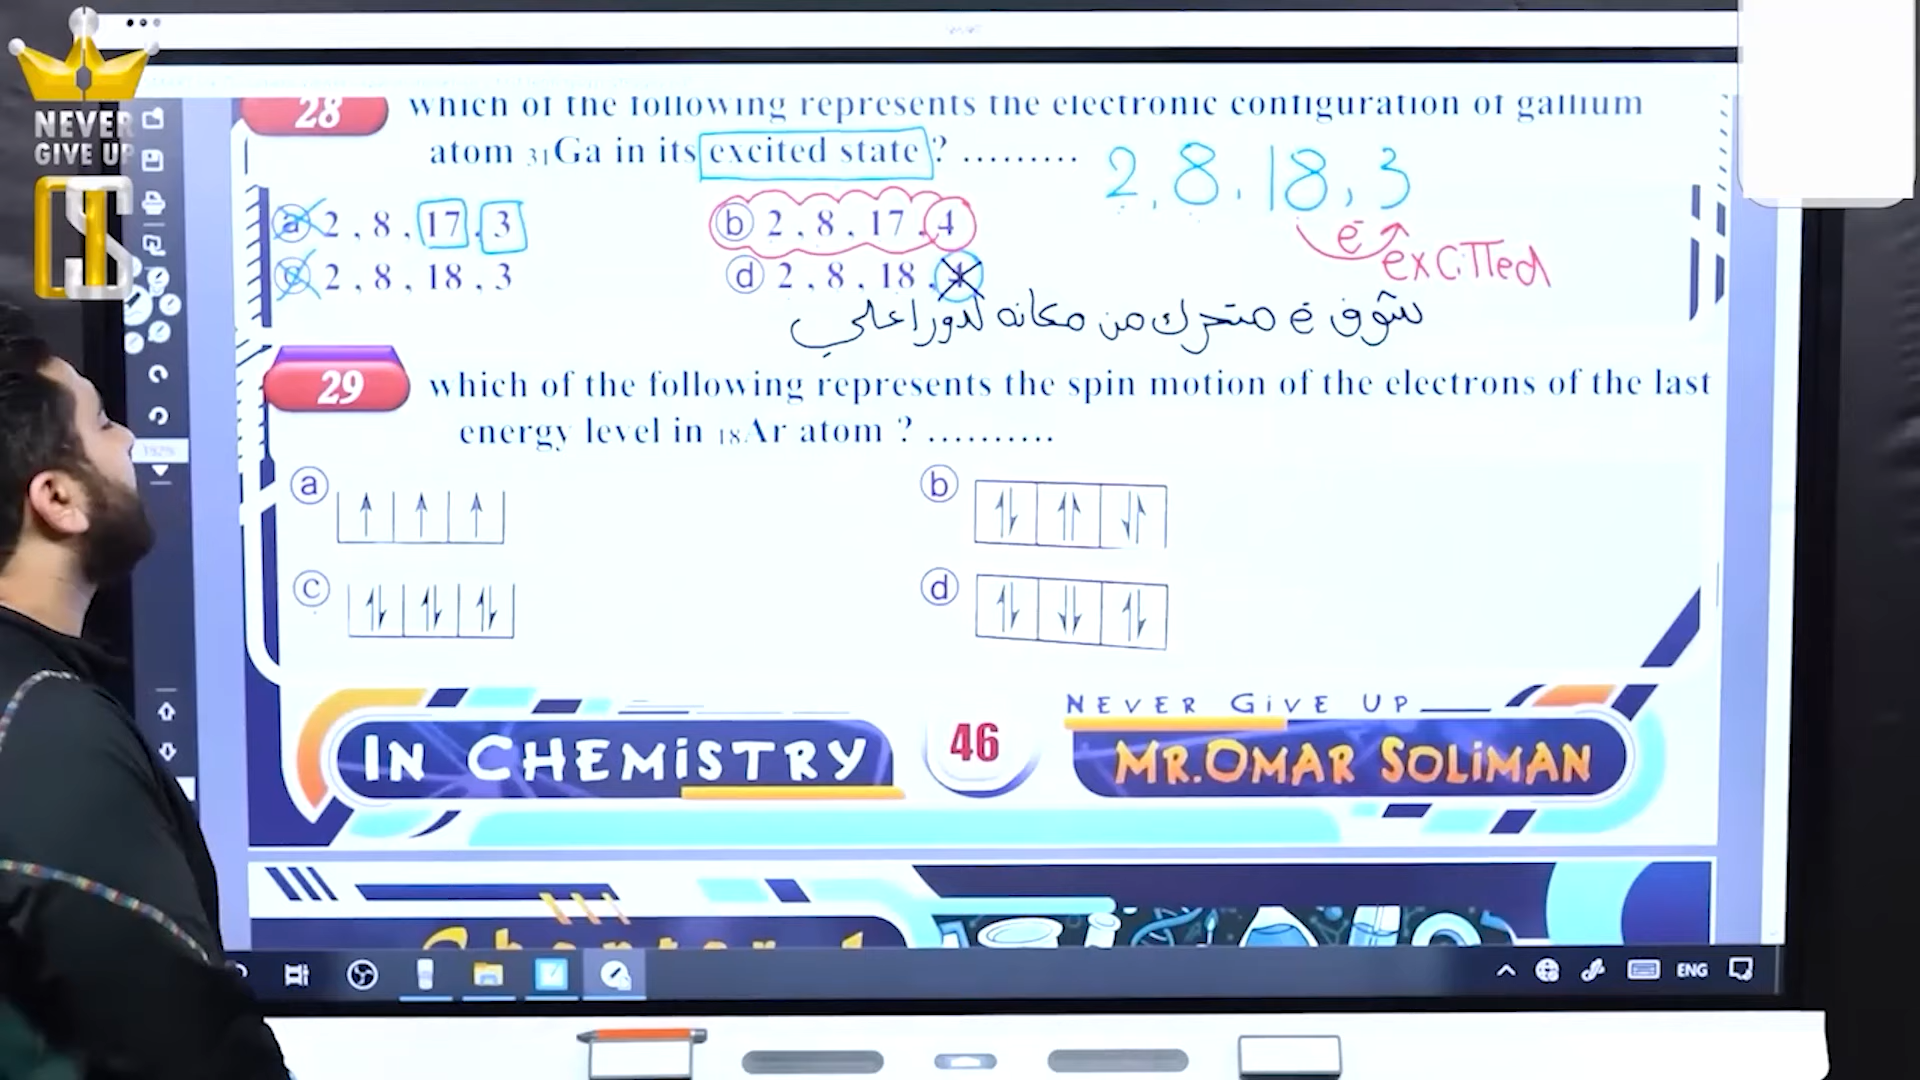 NEVER
GIVE UP
28 which of the following represents the electronic configuration of gallium
atom ₃₁Ga in its excited state ? .........
2, 8, 18, 3
a 2 , 8 , 17 , 3
b 2 , 8 , 17 , 4
e⁻
excited
c 2 , 8 , 18 , 3
d 2 , 8 , 18 , 4
شوف e⁻ متحرك من مكانه لدور اعلي
29 which of the following represents the spin motion of the electrons of the last
energy level in ₁₈Ar atom ? ..........
a ↑ ↑ ↑
b ↑⇂ ↑↑ ⇃↑
c ↑⇂ ↑⇂ ↑⇂
d ↑⇂ ⇃⇂ ↑⇂
NEVER GiVE UP
IN CHEMiSTRY
46
MR.OMAR SOLiMAN
Chapter 1
ENG